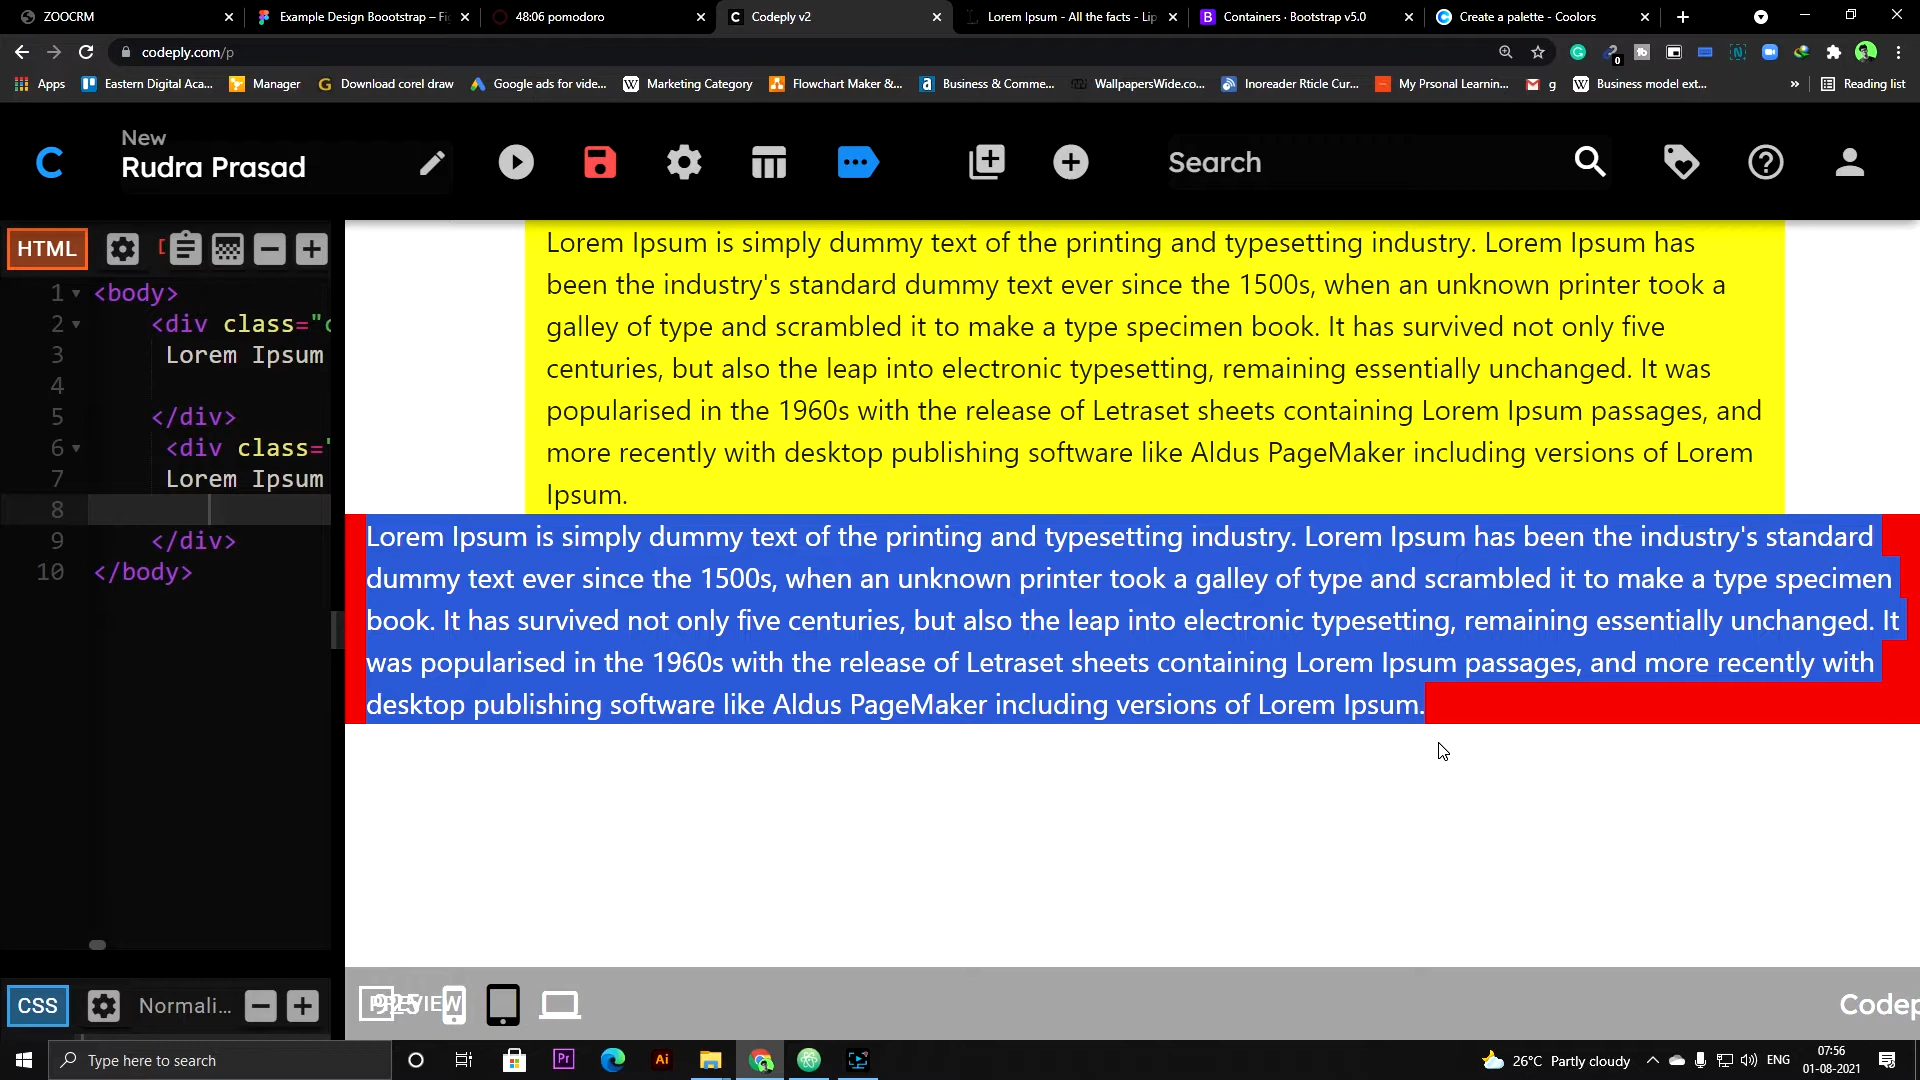 ZOOCRM
Example Design Boootstrap – Fig
48:06 pomodoro
Codeply v2
Lorem Ipsum - All the facts - Lip
Containers · Bootstrap v5.0
Create a palette - Coolors
codeply.com/p
Apps
Eastern Digital Aca...
Manager
Download corel draw
Google ads for vide...
Marketing Category
Flowchart Maker &...
Business & Comme...
WallpapersWide.co...
Inoreader Rticle Cur...
My Prsonal Learnin...
g
Business model ext...
»
Reading list
New
Rudra Prasad
Search
HTML
1 <body>
2 <div class="c
3 Lorem Ipsum
4
5 </div>
6 <div class="
7 Lorem Ipsum
8
9 </div>
10 </body>
Lorem Ipsum is simply dummy text of the printing and typesetting industry. Lorem Ipsum has
been the industry's standard dummy text ever since the 1500s, when an unknown printer took a
galley of type and scrambled it to make a type specimen book. It has survived not only five
centuries, but also the leap into electronic typesetting, remaining essentially unchanged. It was
popularised in the 1960s with the release of Letraset sheets containing Lorem Ipsum passages, and
more recently with desktop publishing software like Aldus PageMaker including versions of Lorem
Ipsum.
Lorem Ipsum is simply dummy text of the printing and typesetting industry. Lorem Ipsum has been the industry's standard
dummy text ever since the 1500s, when an unknown printer took a galley of type and scrambled it to make a type specimen
book. It has survived not only five centuries, but also the leap into electronic typesetting, remaining essentially unchanged. It
was popularised in the 1960s with the release of Letraset sheets containing Lorem Ipsum passages, and more recently with
desktop publishing software like Aldus PageMaker including versions of Lorem Ipsum.
CSS
Normali...
PREVIEW
925
Codep
Type here to search
26°C Partly cloudy
ENG
07:56
01-08-2021